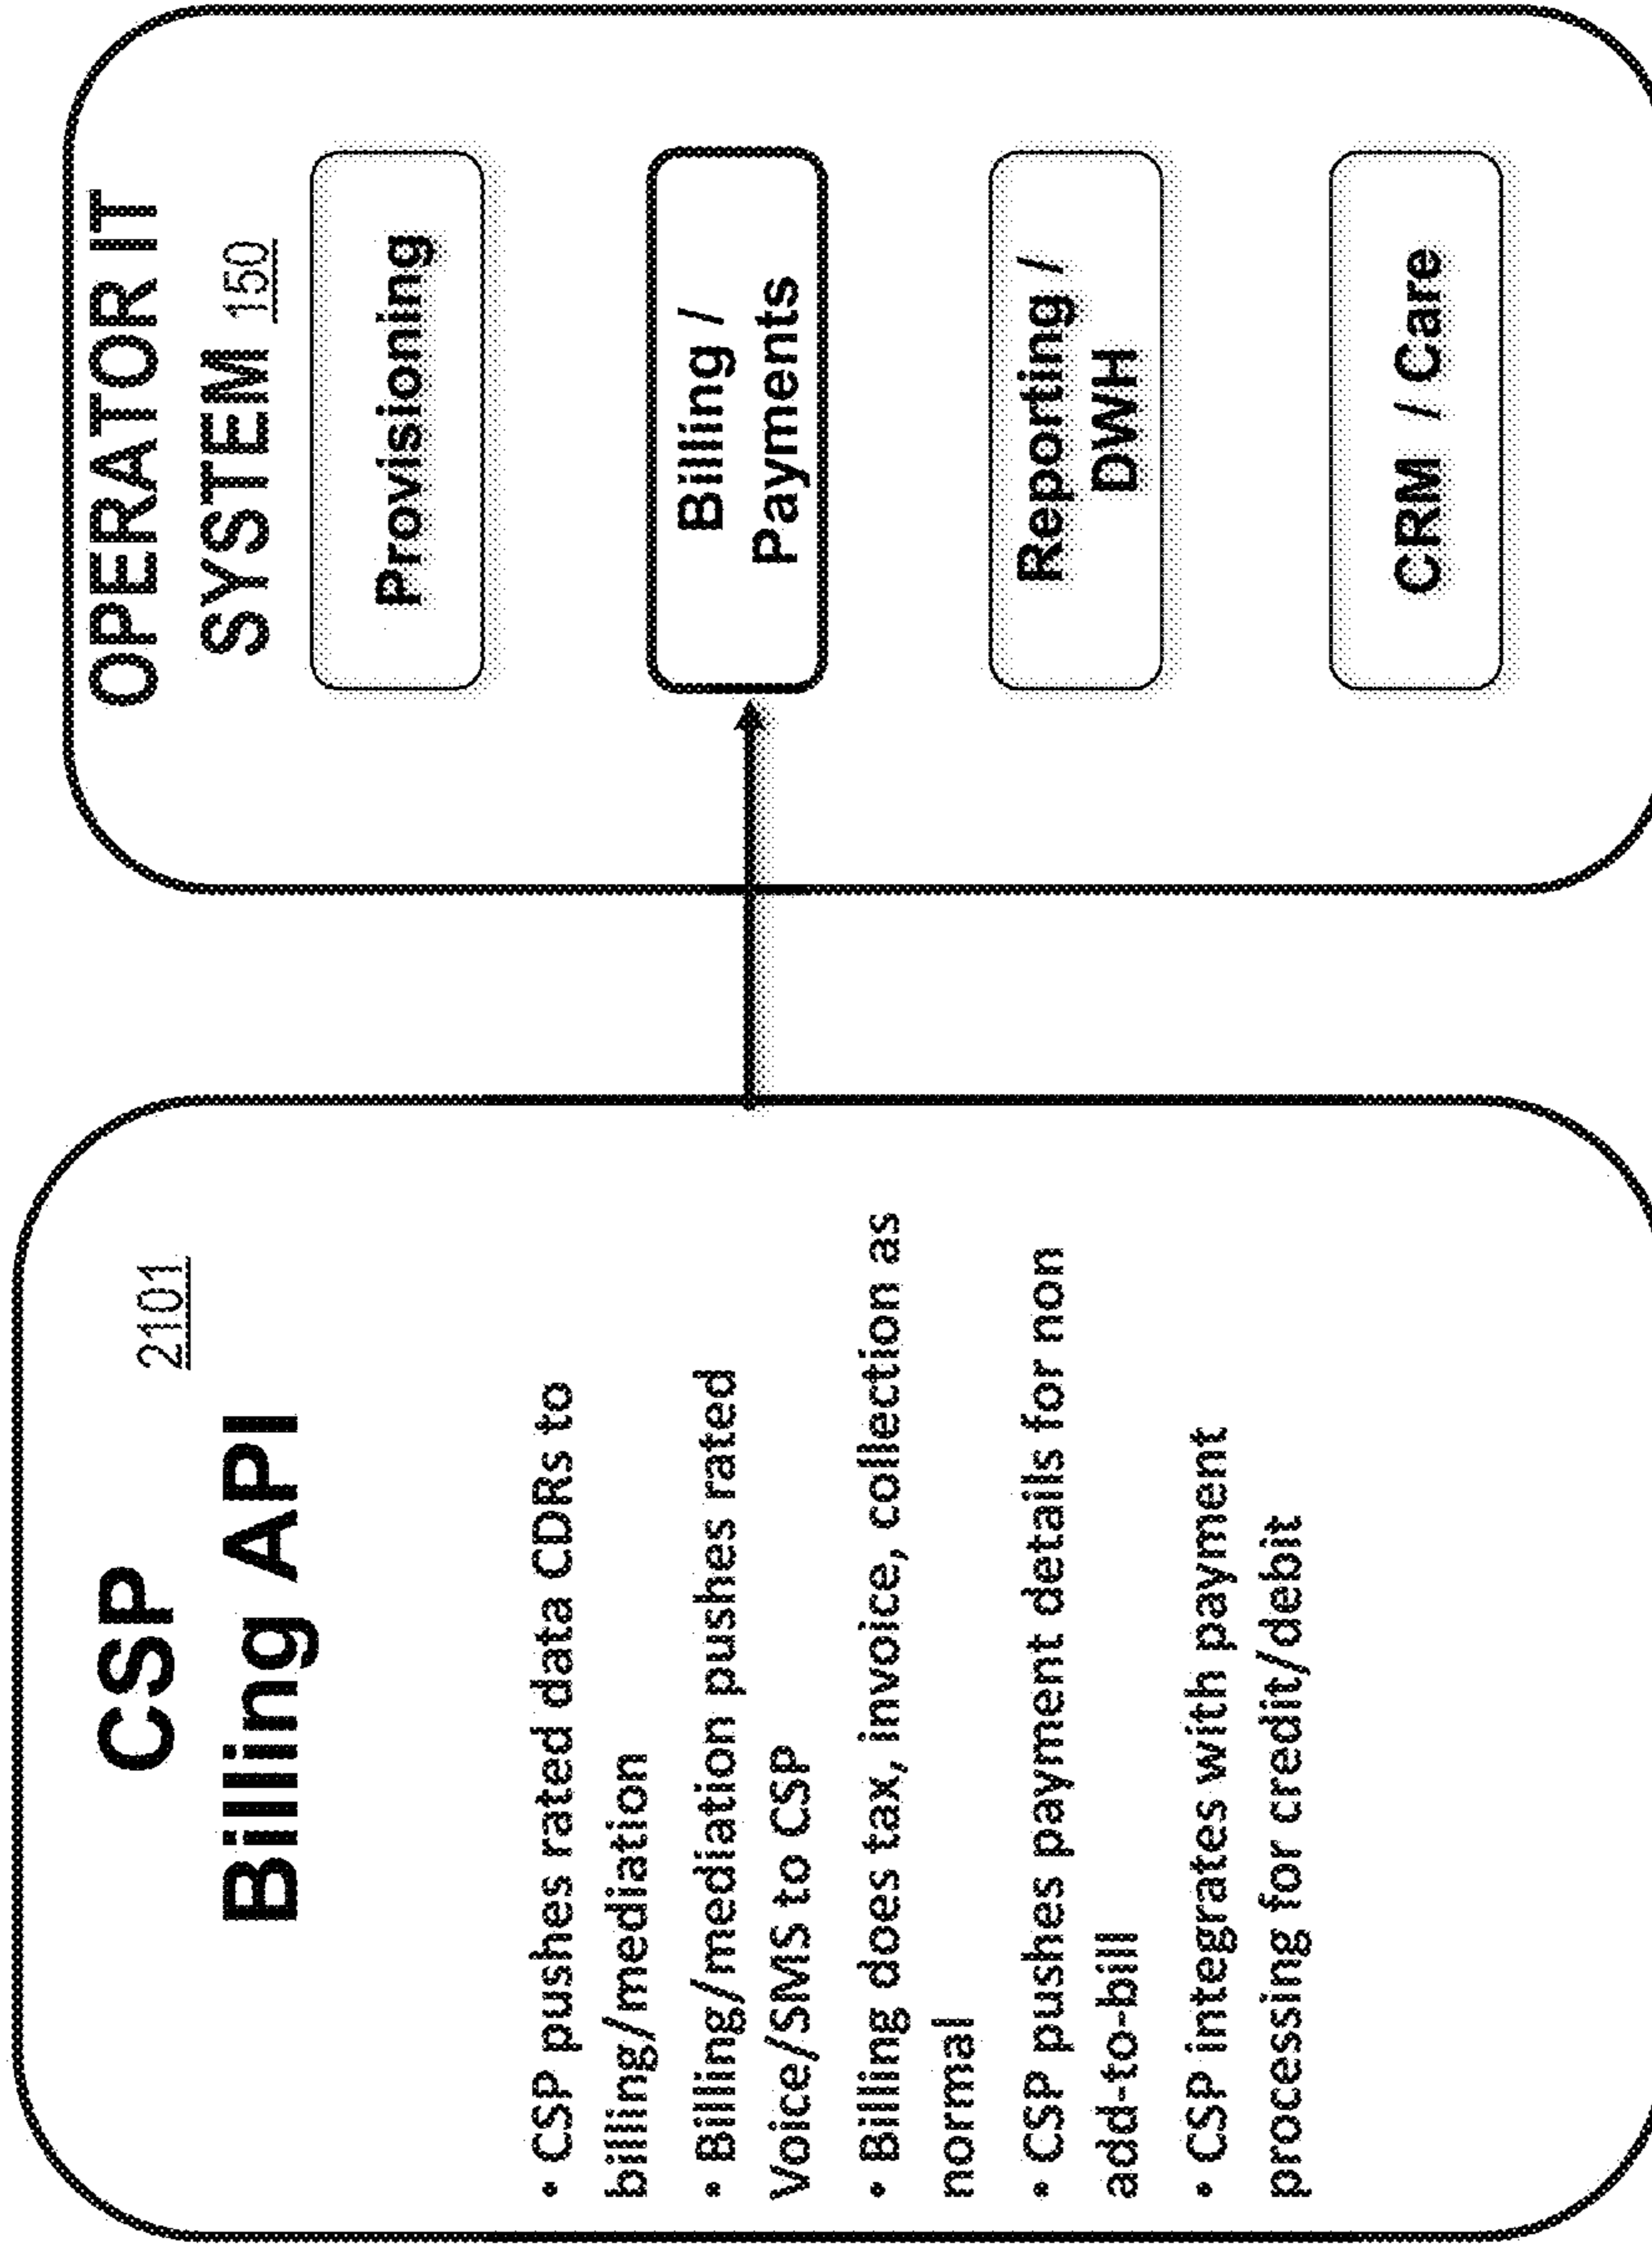 CSP
Billing API
2101
• CSP pushes rated data CDRs to
billing/mediation
• Billing/mediation pushes rated
Voice/SMS to CSP
• Billing does tax, invoice, collection as
normal
• CSP pushes payment details for non
add-to-bill
• CSP integrates with payment
processing for credit/debit
OPERATOR IT
SYSTEM 150
Provisioning
Billing /
Payments
Reporting /
DWH
CRM / Care